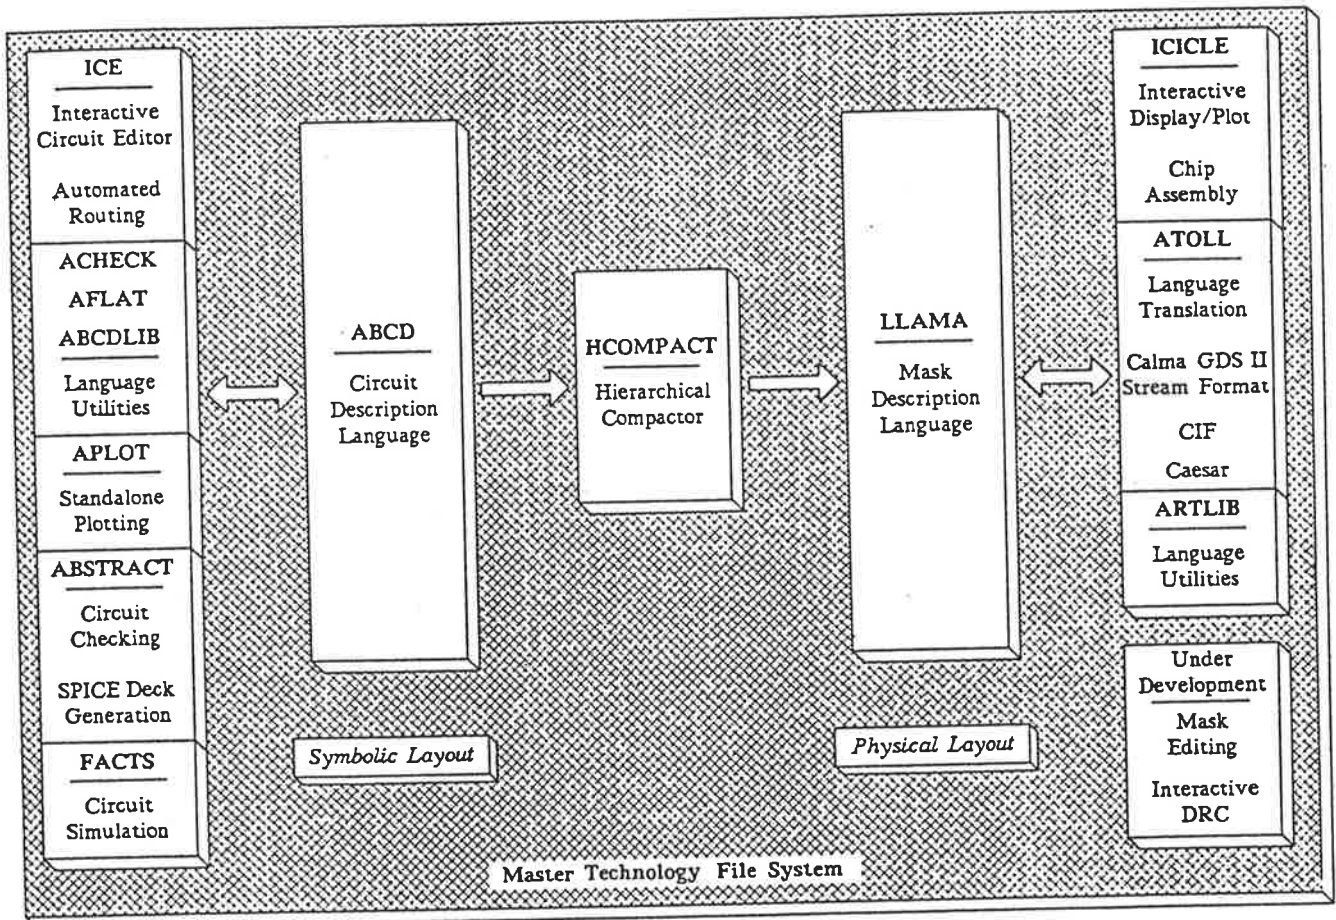 ICE
Interactive
Circuit Editor
Automated
Routing
ACHECK
AFLAT
ABCDLIB
Language
Utilities
APLOT
Standalone
Plotting
ABSTRACT
Circuit
Checking
SPICE Deck
Generation
FACTS
Circuit
Simulation
ABCD
Circuit
Description
Language
Symbolic Layout
HCOMPACT
Hierarchical
Compactor
LLAMA
Mask
Description
Language
Physical Layout
ICICLE
Interactive
Display/Plot
Chip
Assembly
ATOLL
Language
Translation
Calma GDS II
Stream Format
CIF
Caesar
ARTLIB
Language
Utilities
Under
Development
Mask
Editing
Interactive
DRC
Master Technology File System